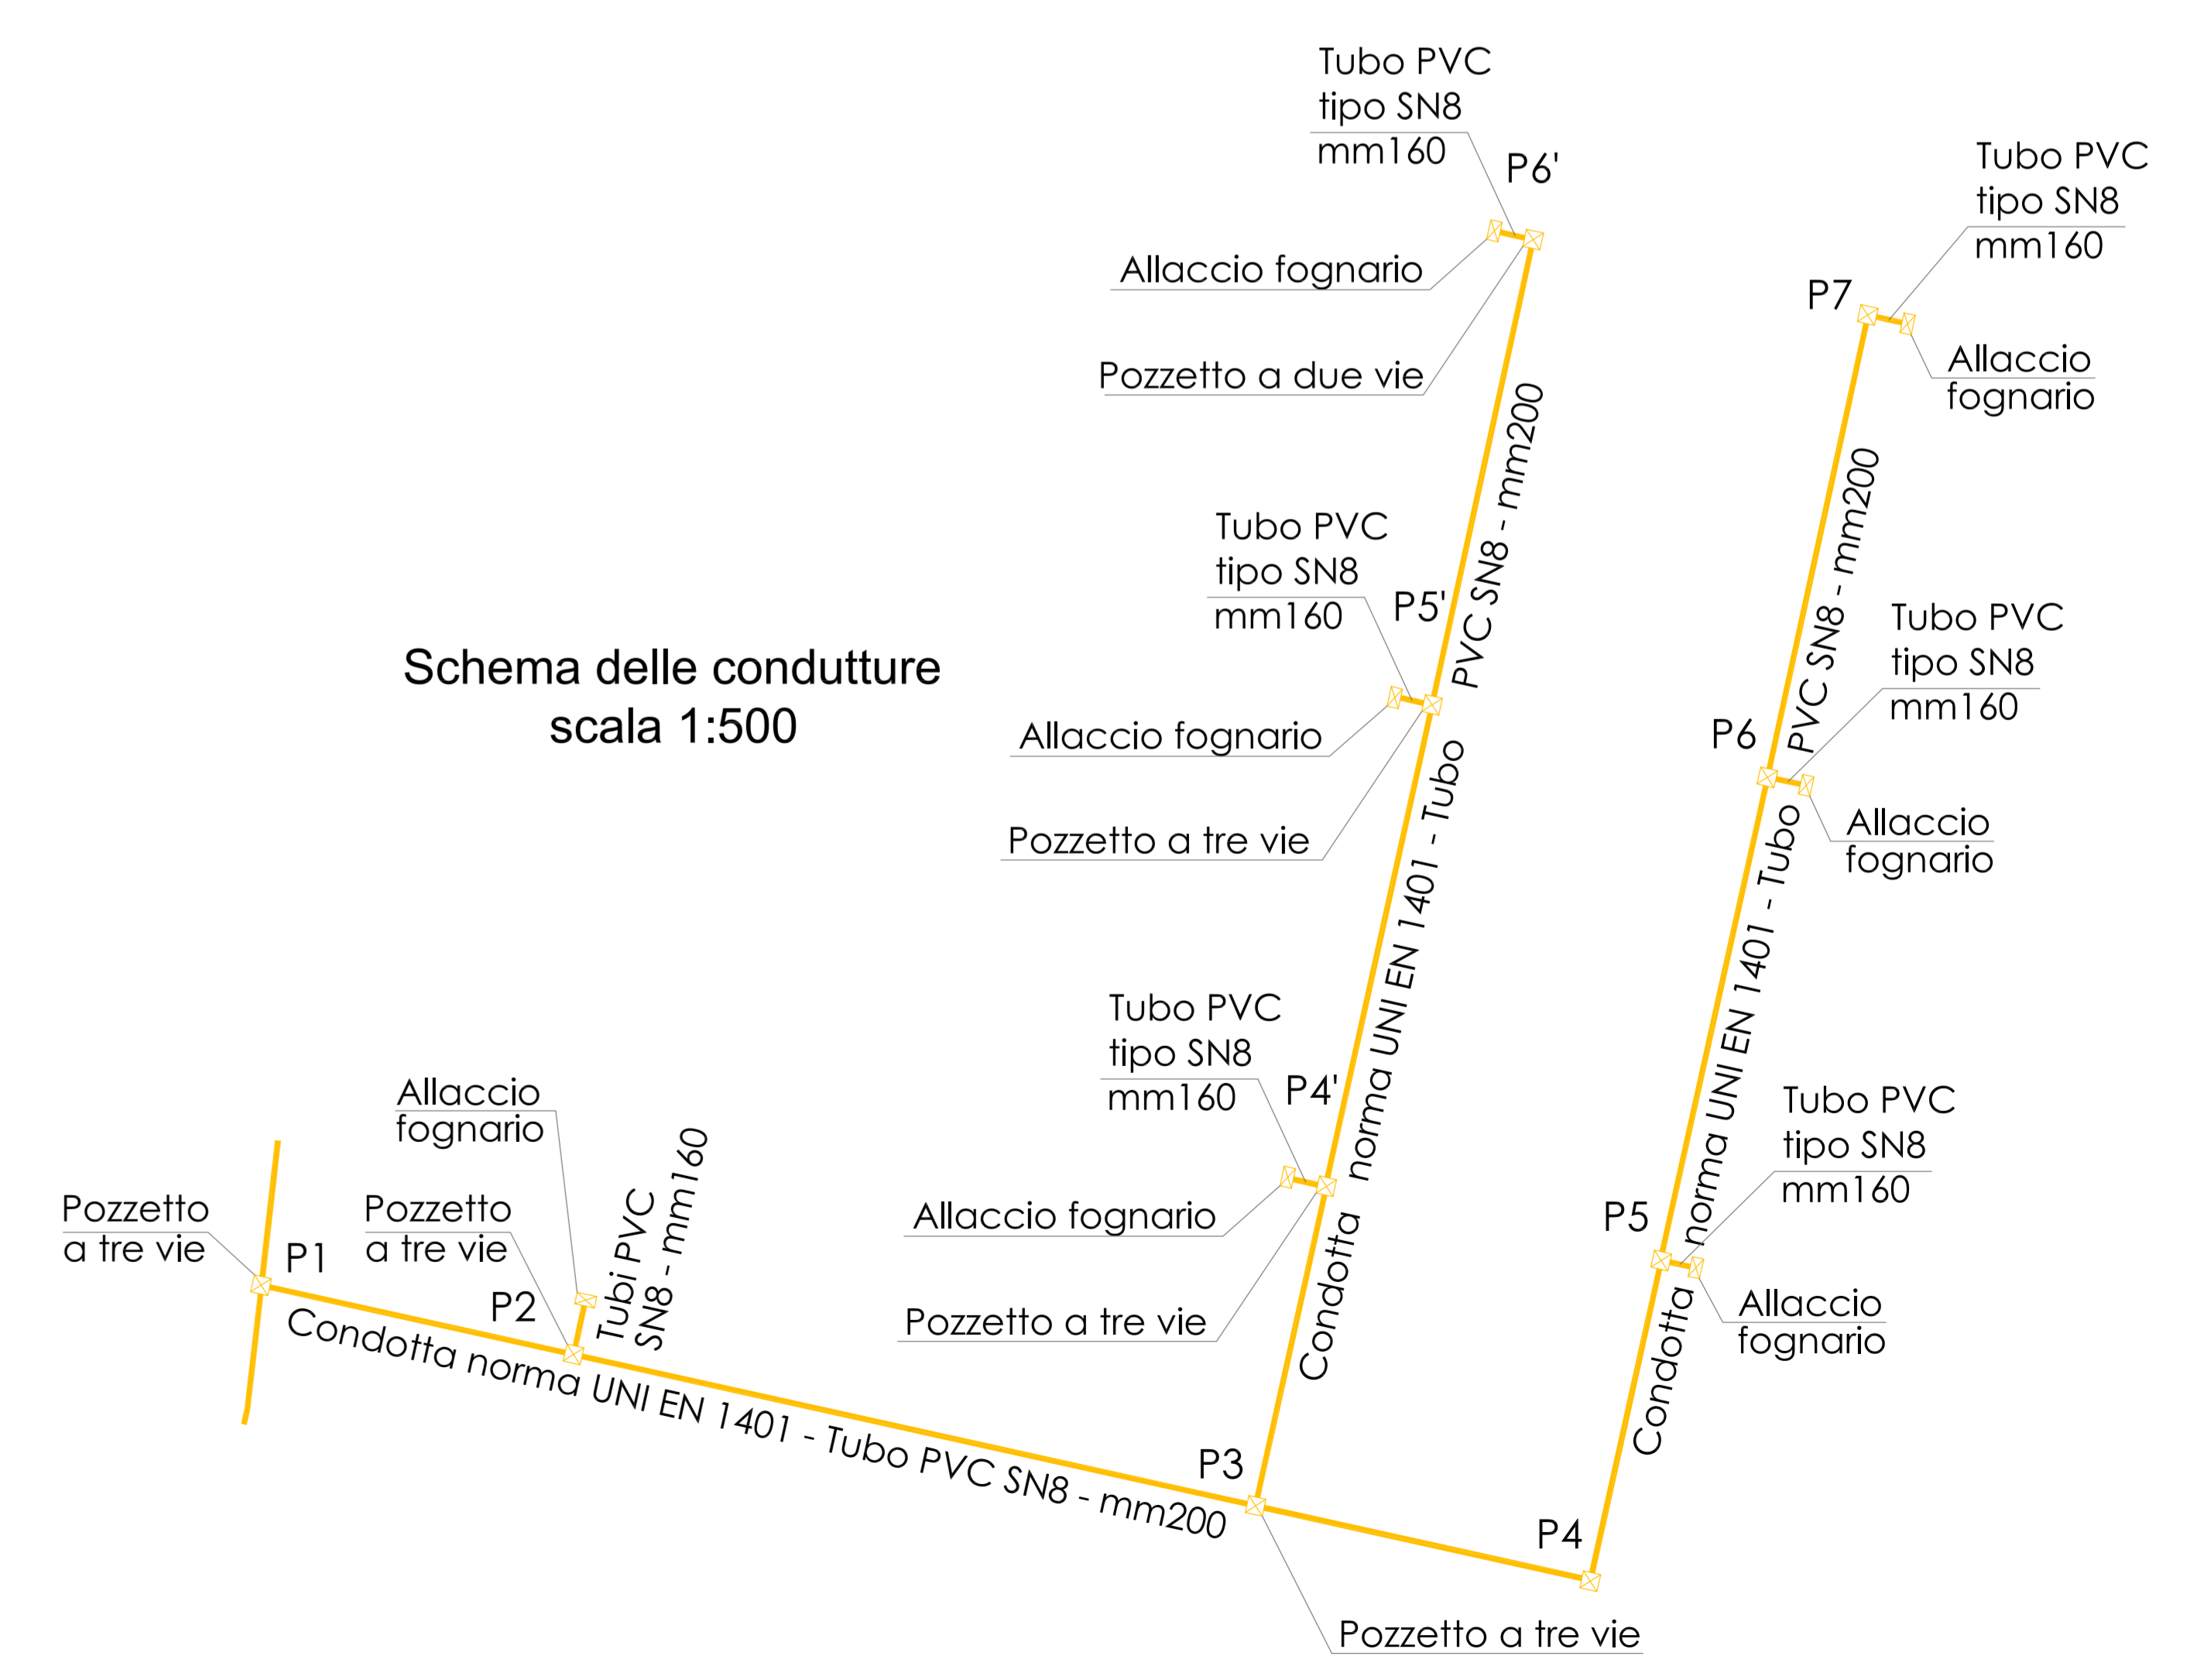 Tubo PVC
tipo SN8
mm160
P6'
Tubo PVC
tipo SN8
mm160
Allaccio fognario
P7
Pozzetto a due vie
Allaccio
fognario
Tubo PVC
tipo SN8
mm160
P5'
Schema delle condutture
scala 1:500
Allaccio fognario
Pozzetto a tre vie
Tubo PVC
tipo SN8
mm160
P6
Allaccio
fognario
Tubo PVC
tipo SN8
mm160
P4'
Condotta norma UNI EN 1401 - Tubo PVC SN8 - mm200
Condotta norma UNI EN 1401 - Tubo PVC SN8 - mm200
Tubo PVC
tipo SN8
mm160
P5
Allaccio fognario
Pozzetto a tre vie
Allaccio
fognario
Allaccio
fognario
Tubi PVC
SN8 - mm160
Pozzetto
a tre vie
P1
Pozzetto
a tre vie
P2
Condotta norma UNI EN 1401 - Tubo PVC SN8 - mm200
P3
P4
Pozzetto a tre vie